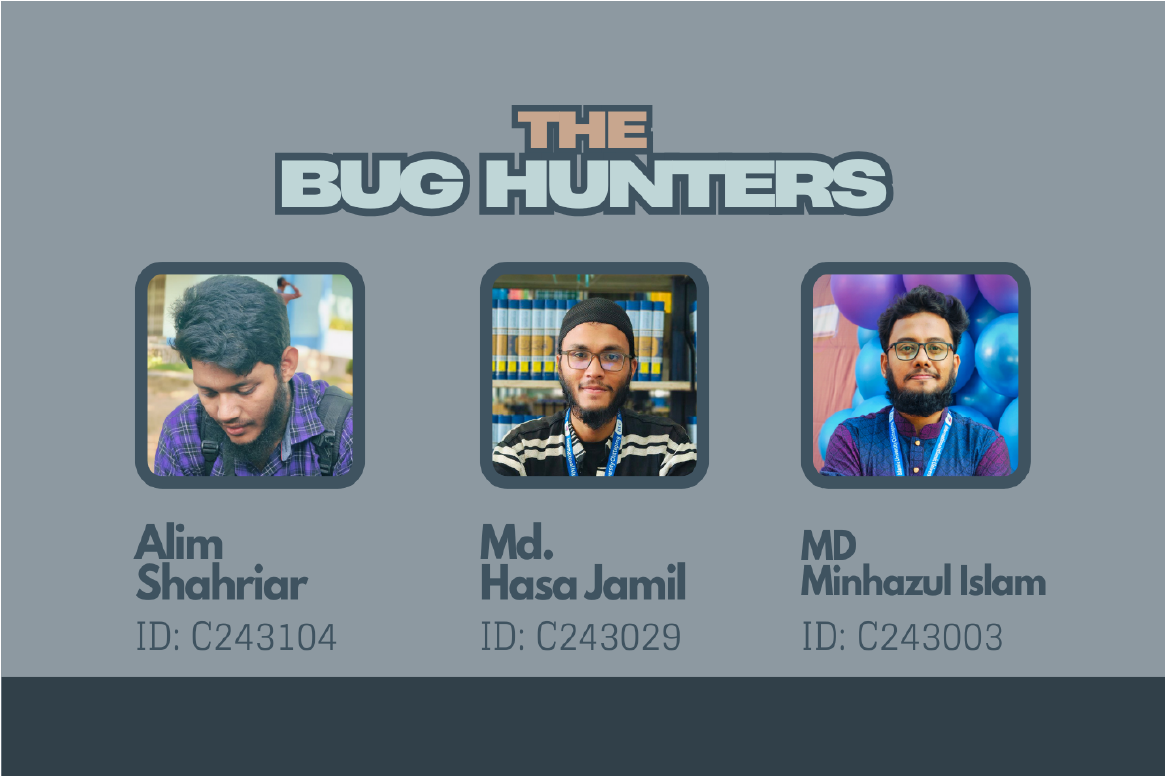 THE
BUG HUNTERS
Alim
Shahriar
ID: C243104
Md.
Hasa Jamil
ID: C243029
MD
Minhazul Islam
ID: C243003